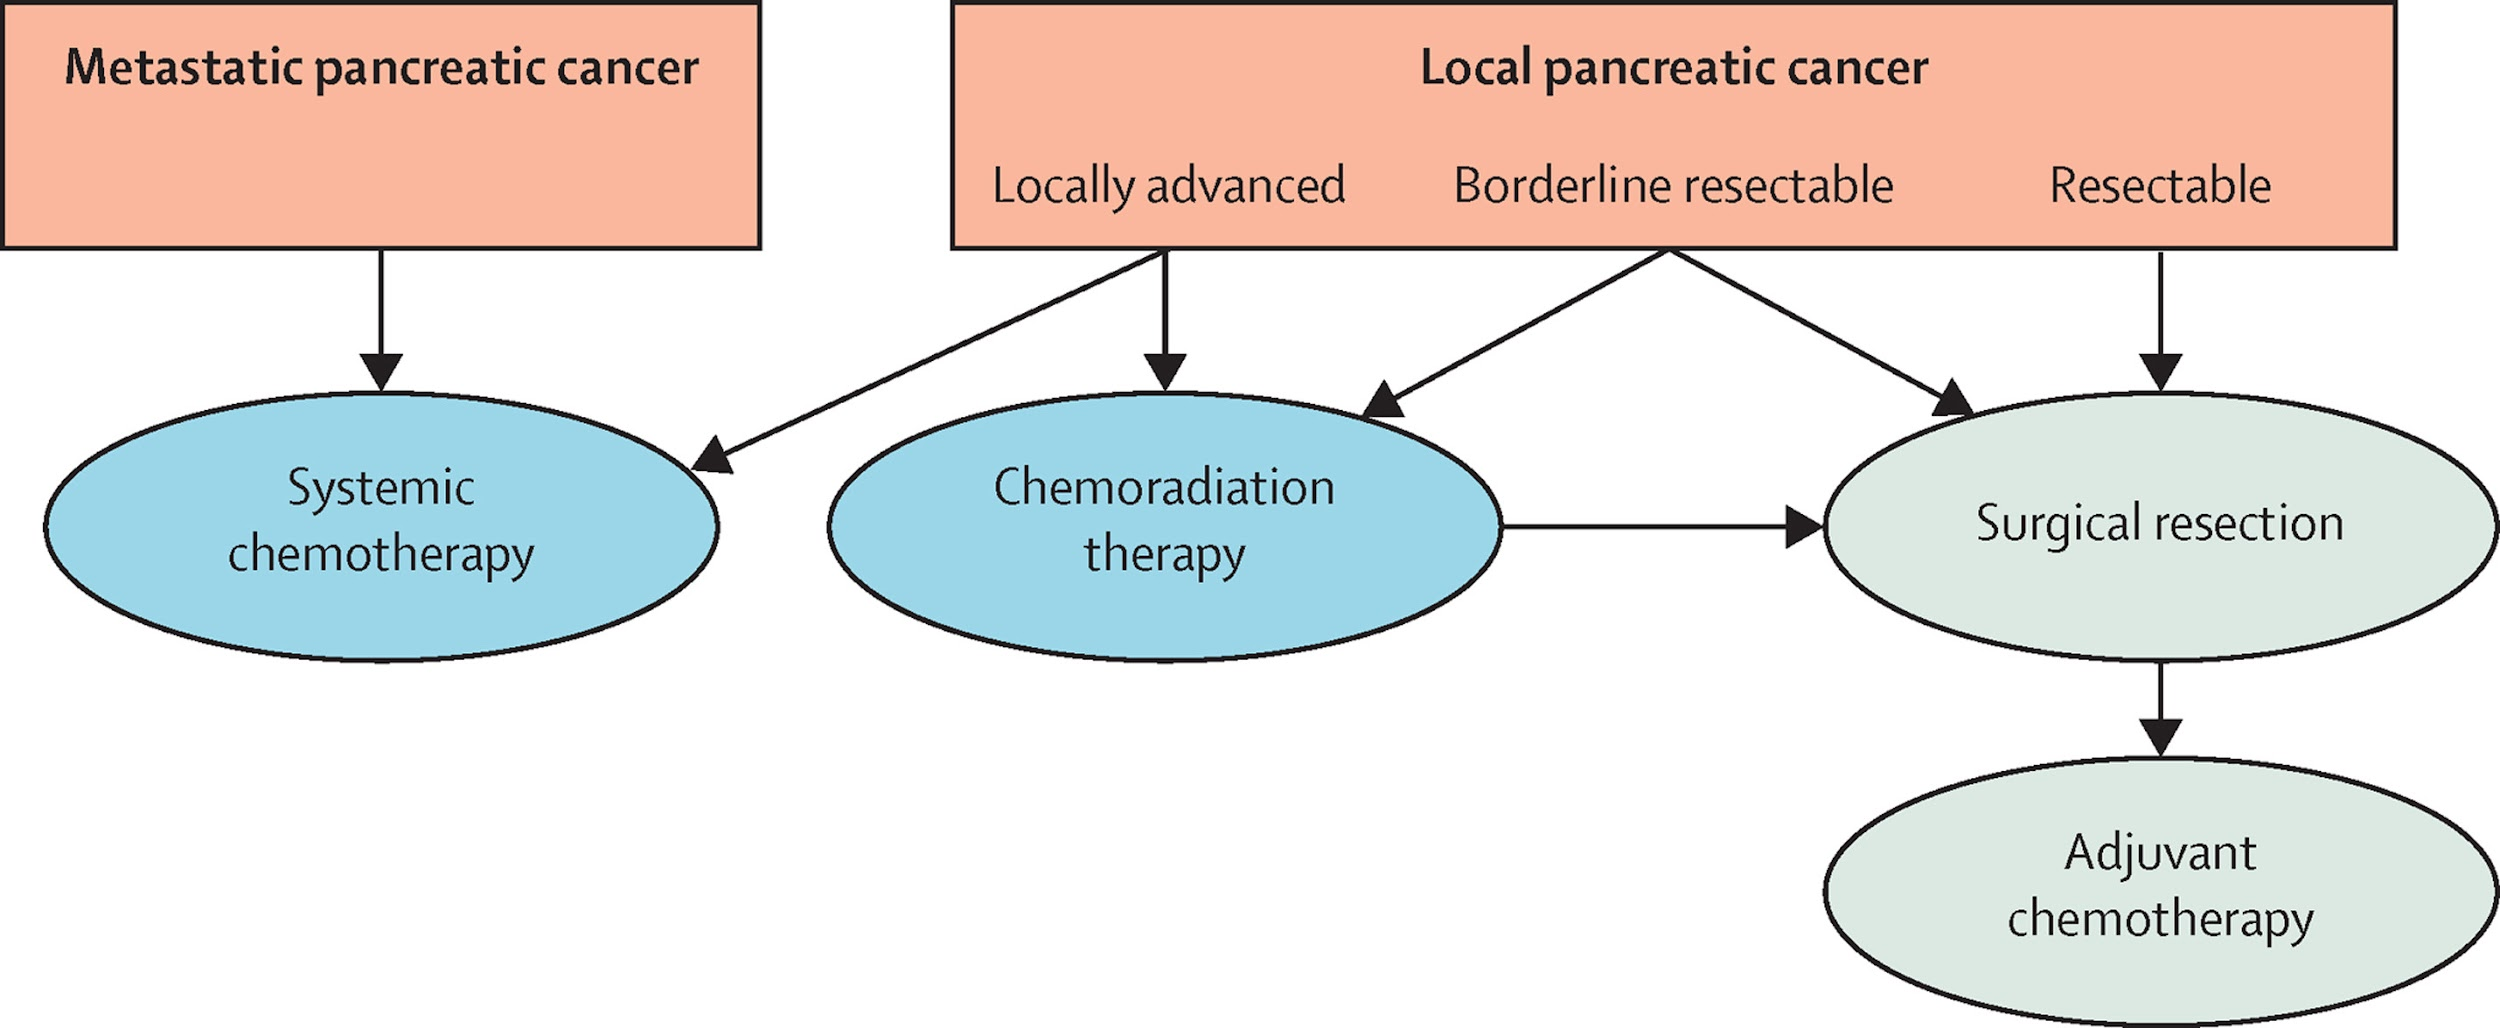 Metastatic pancreatic cancer
Local pancreatic cancer
Locally advanced
Borderline resectable
Resectable
Systemic
chemotherapy
Chemoradiation
therapy
Surgical resection
Adjuvant
chemotherapy